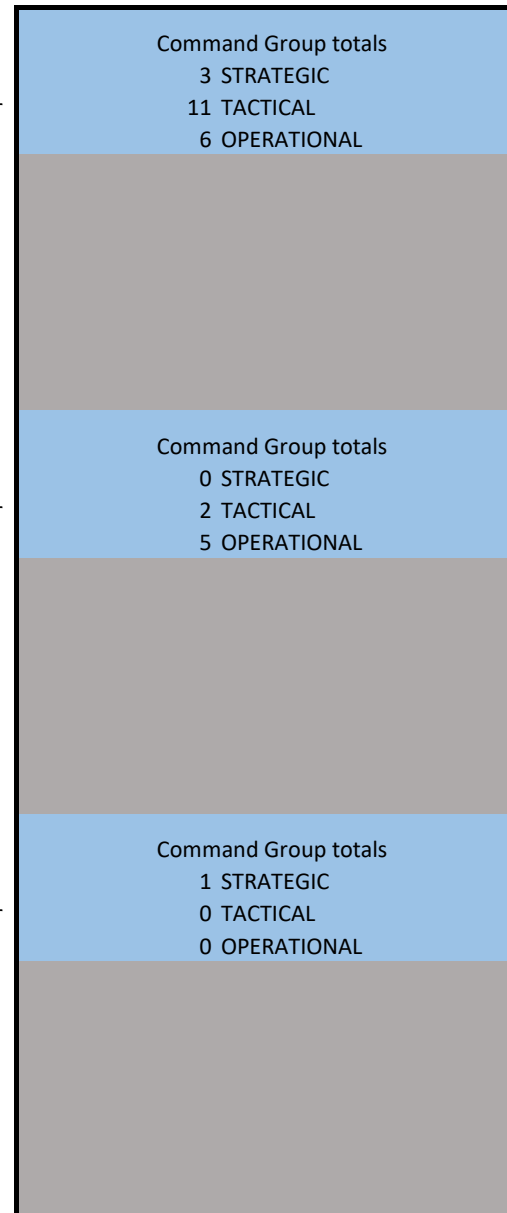 Command Group totals
3 STRATEGIC
11 TACTICAL
6 OPERATIONAL
Command Group totals
0 STRATEGIC
2 TACTICAL
5 OPERATIONAL
Command Group totals
1 STRATEGIC
0 TACTICAL
0 OPERATIONAL